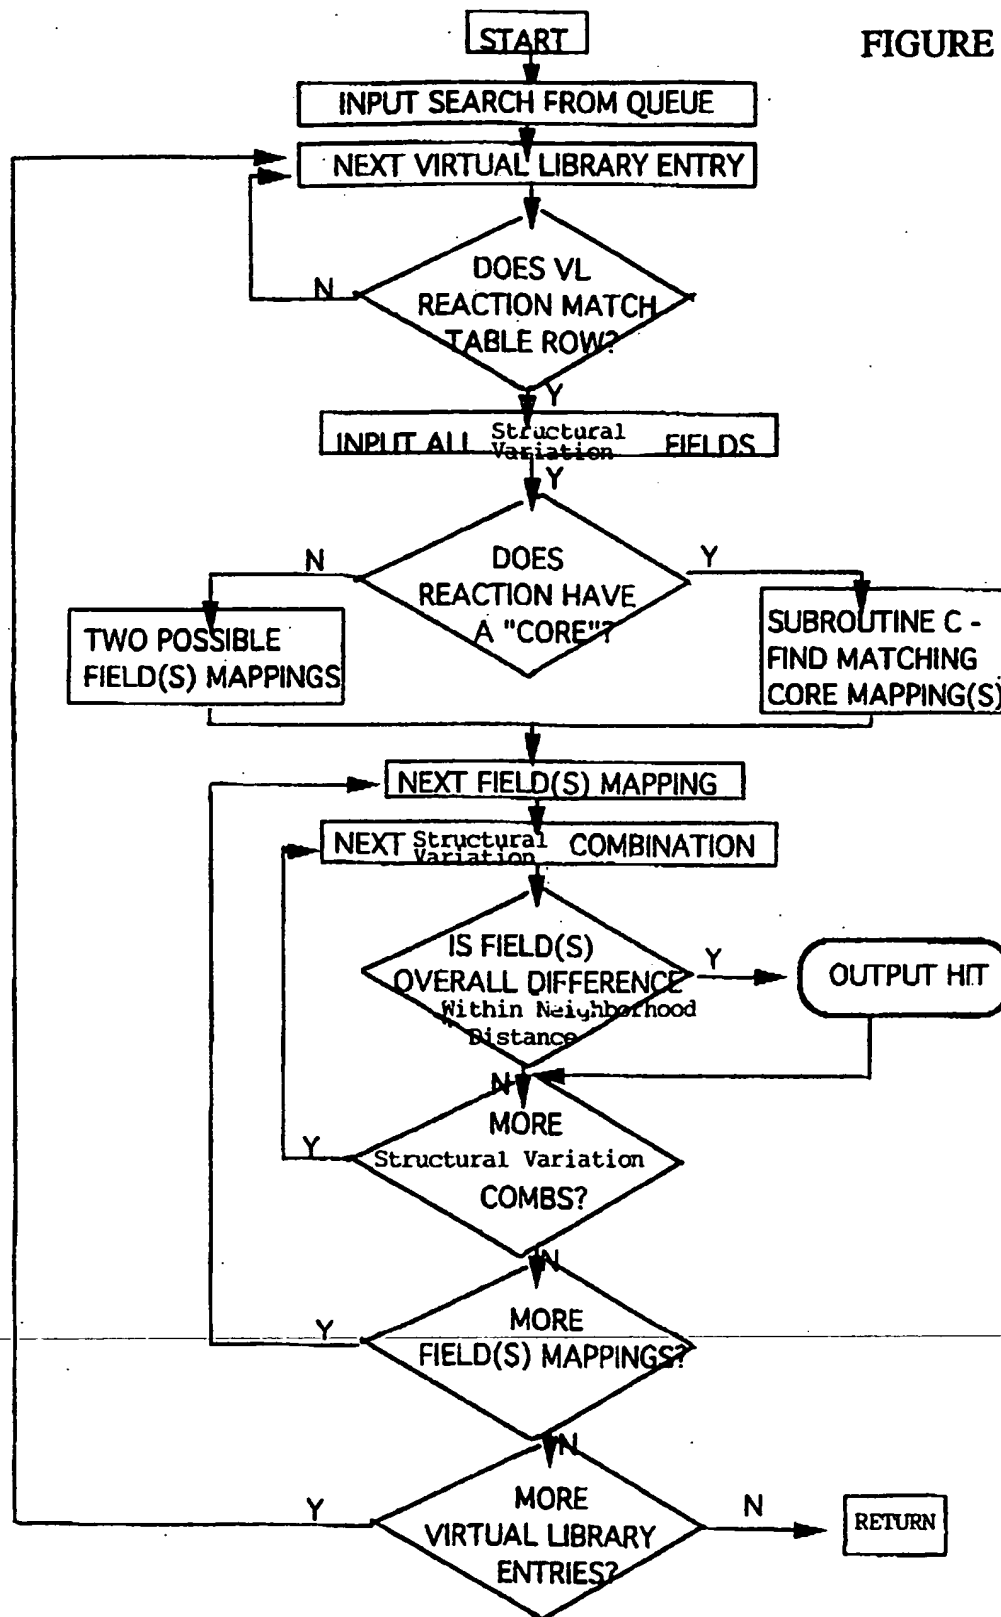 START
FIGURE
INPUT SEARCH FROM QUEUE
NEXT VIRTUAL LIBRARY ENTRY
DOES VL
REACTION MATCH
TABLE ROW?
N
Y
INPUT ALL Structural Variation FIELDS
Y
DOES
REACTION HAVE
A "CORE"?
N
Y
TWO POSSIBLE
FIELD(S) MAPPINGS
SUBROUTINE C -
FIND MATCHING
CORE MAPPING(S)
NEXT FIELD(S) MAPPING
NEXT Structural Variation COMBINATION
IS FIELD(S)
OVERALL DIFFERENCE
Within Neighborhood
Distance
Y
OUTPUT HIT
N
MORE
Structural Variation
COMBS?
Y
N
MORE
FIELD(S) MAPPINGS?
Y
N
MORE
VIRTUAL LIBRARY
ENTRIES?
Y
N
RETURN